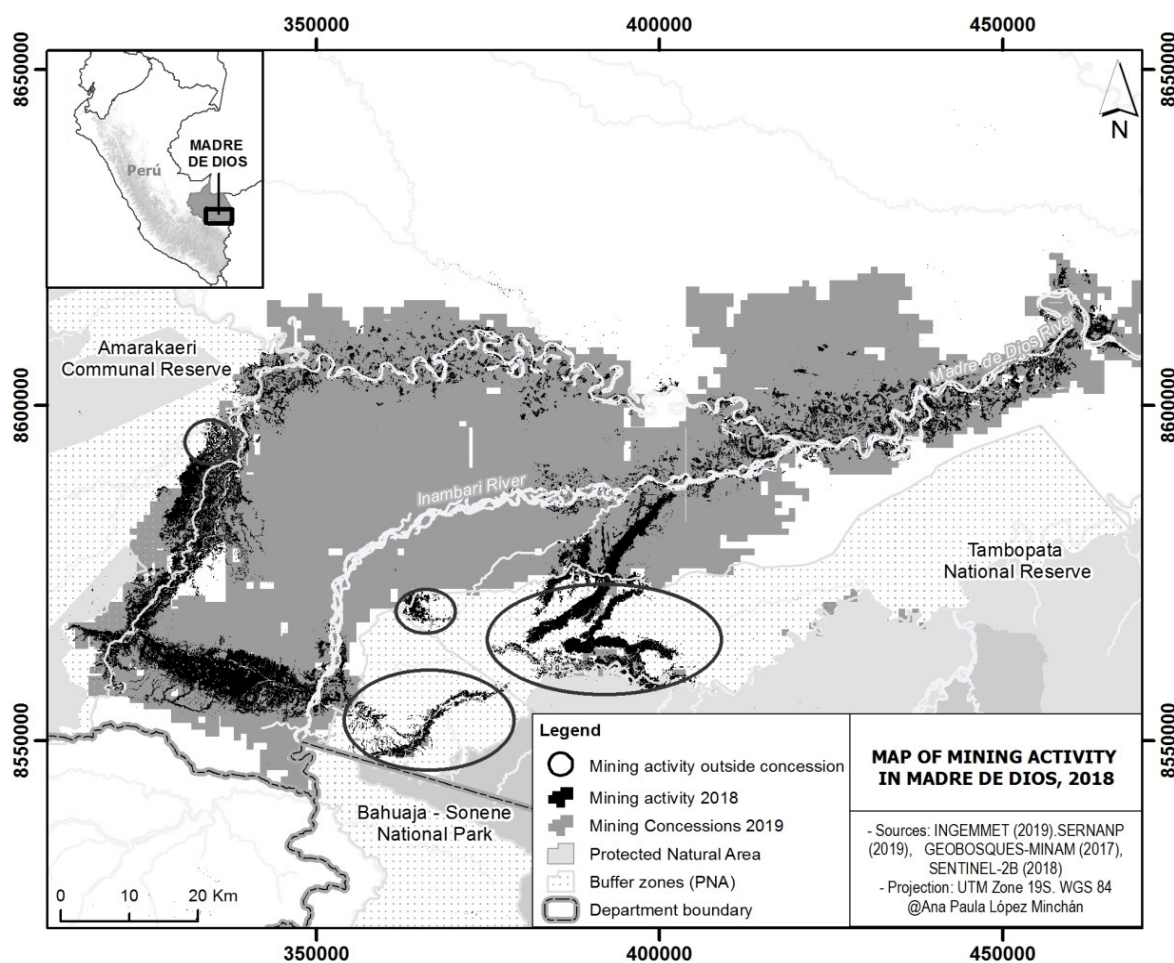 350000
400000
450000
8650000
8650000
MADRE
DE DIOS
Perú
N
Amarakaeri
Communal Reserve
Madre de Dios River
8600000
8600000
Inambari River
Tambopata
National Reserve
8550000
8550000
Bahuaja - Sonene
National Park
0 10 20 Km
Legend
Mining activity outside concession
Mining activity 2018
Mining Concessions 2019
Protected Natural Area
Buffer zones (PNA)
Department boundary
MAP OF MINING ACTIVITY
IN MADRE DE DIOS, 2018
- Sources: INGEMMET (2019).SERNANP
(2019), GEOBOSQUES-MINAM (2017),
SENTINEL-2B (2018)
- Projection: UTM Zone 19S. WGS 84
@Ana Paula López Minchán
350000
400000
450000